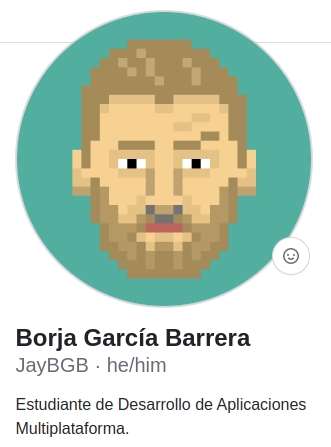 Borja García Barrera
JayBGB · he/him
Estudiante de Desarrollo de Aplicaciones
Multiplataforma.